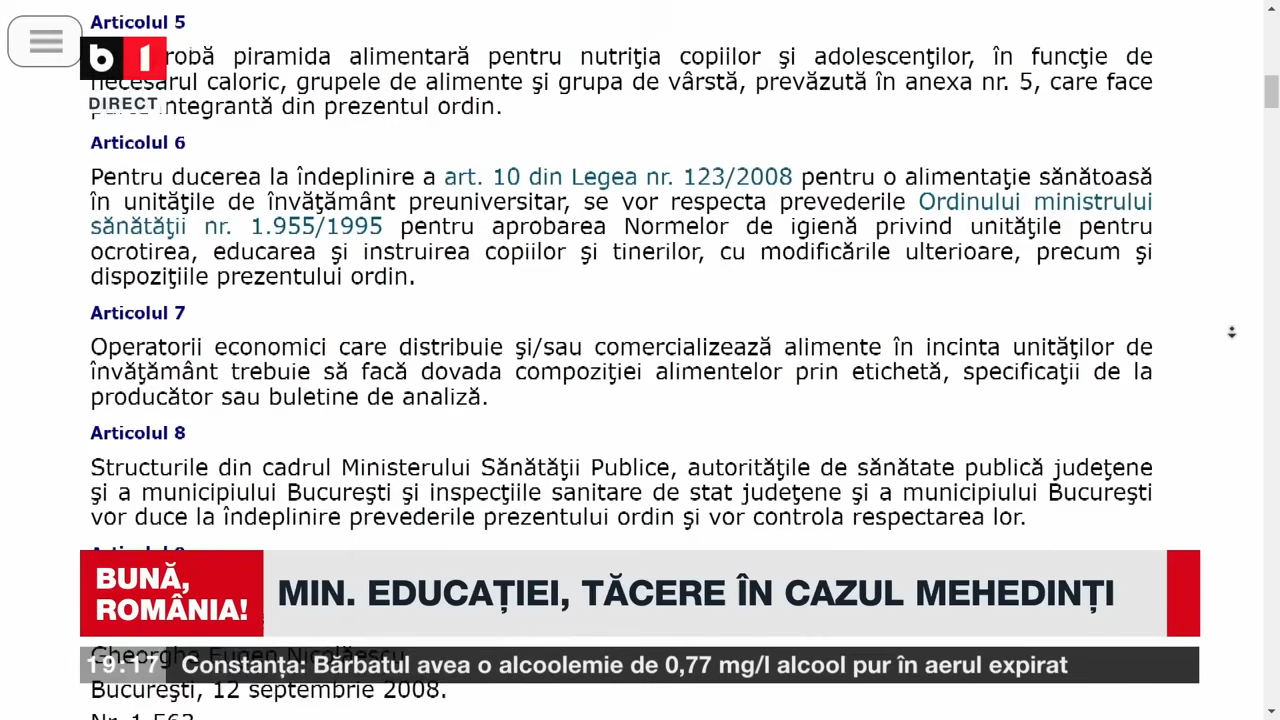 Articolul 5
robă piramida alimentară pentru nutriţia copiilor şi adolescenţilor, în funcţie de
necesarul caloric, grupele de alimente şi grupa de vârstă, prevăzută în anexa nr. 5, care face
integrantă din prezentul ordin.
b 1
DIRECT
Articolul 6
Pentru ducerea la îndeplinire a art. 10 din Legea nr. 123/2008 pentru o alimentaţie sănătoasă
în unităţile de învăţământ preuniversitar, se vor respecta prevederile Ordinului ministrului
sănătăţii nr. 1.955/1995 pentru aprobarea Normelor de igienă privind unităţile pentru
ocrotirea, educarea şi instruirea copiilor şi tinerilor, cu modificările ulterioare, precum şi
dispoziţiile prezentului ordin.
Articolul 7
Operatorii economici care distribuie şi/sau comercializează alimente în incinta unităţilor de
învăţământ trebuie să facă dovada compoziţiei alimentelor prin etichetă, specificaţii de la
producător sau buletine de analiză.
Articolul 8
Structurile din cadrul Ministerului Sănătăţii Publice, autorităţile de sănătate publică judeţene
şi a municipiului Bucureşti şi inspecţiile sanitare de stat judeţene şi a municipiului Bucureşti
vor duce la îndeplinire prevederile prezentului ordin şi vor controla respectarea lor.
BUNĂ,
ROMÂNIA!
MIN. EDUCAȚIEI, TĂCERE ÎN CAZUL MEHEDINȚI
Gheorghe Eugen Nicolăescu
19:17 Constanța: Bărbatul avea o alcoolemie de 0,77 mg/l alcool pur în aerul expirat
Bucureşti, 12 septembrie 2008.